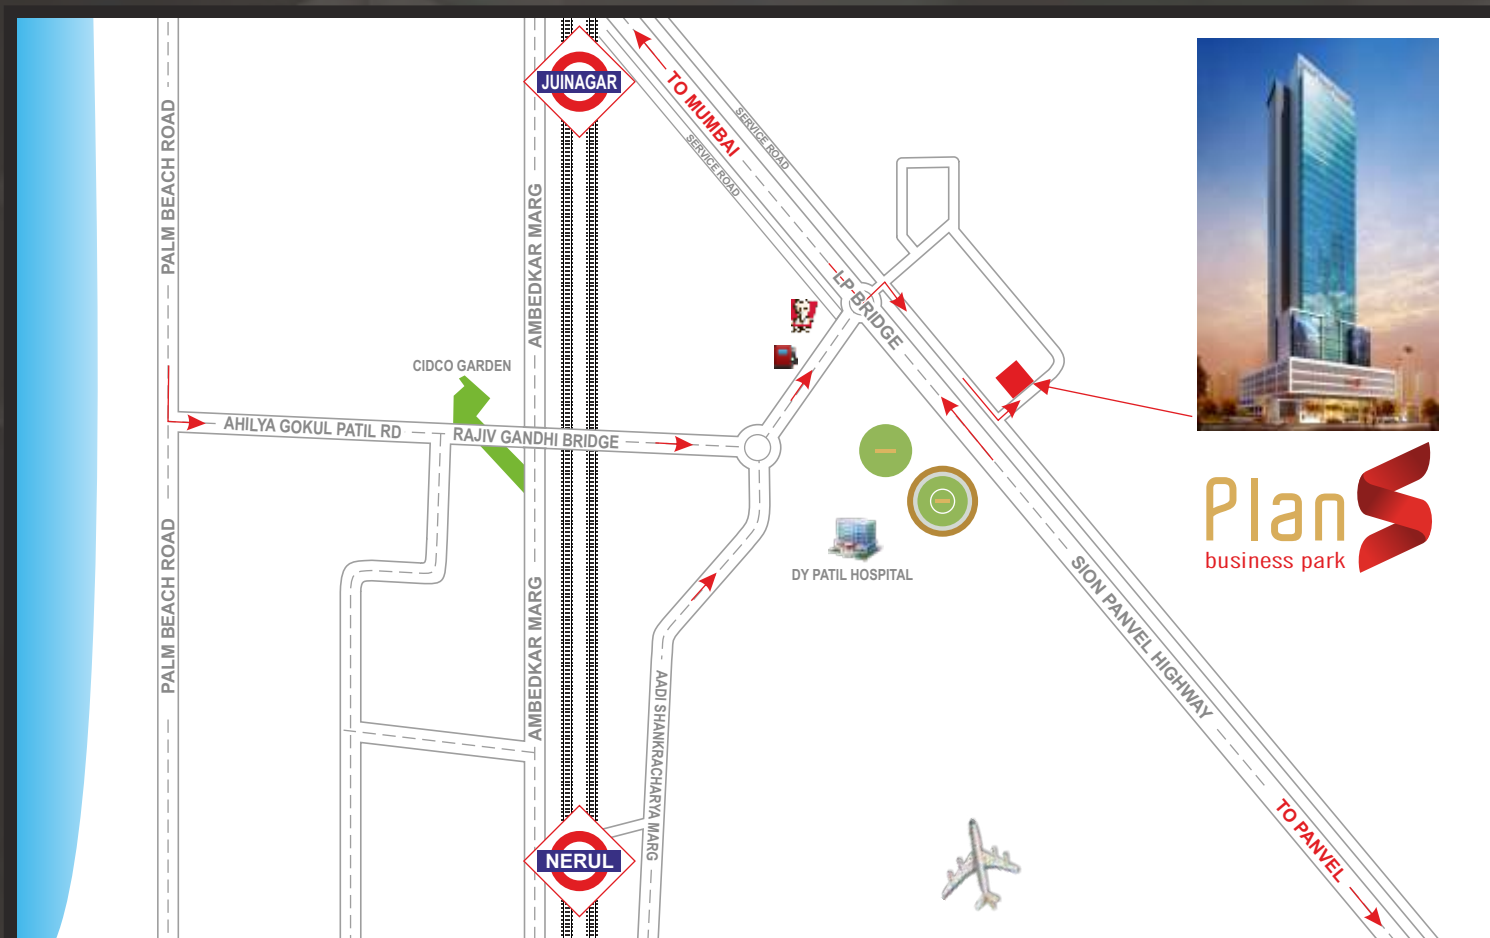 JUINAGAR
TO MUMBAI
SERVICE ROAD
SERVICE ROAD
PALM BEACH ROAD
AMBEDKAR MARG
LP BRIDGE
CIDCO GARDEN
AHILYA GOKUL PATIL RD
RAJIV GANDHI BRIDGE
Plan S
business park
DY PATIL HOSPITAL
PALM BEACH ROAD
AMBEDKAR MARG
SION PANVEL HIGHWAY
AADI SHANKRACHARYA MARG
TO PANVEL
NERUL